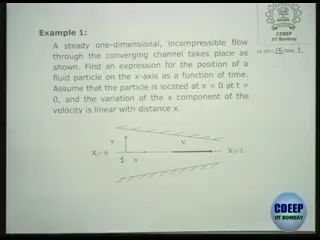 Example 1:
CDEEP
IIT Bombay
A steady one-dimensional, incompressible flow
through the converging channel takes place as
shown. Find an expression for the position of a
fluid particle on the x-axis as a function of time.
Assume that the particle is located at x = 0 at t =
0, and the variation of the x component of the
velocity is linear with distance x.
y
V
x
CDEEP
IIT BOMBAY